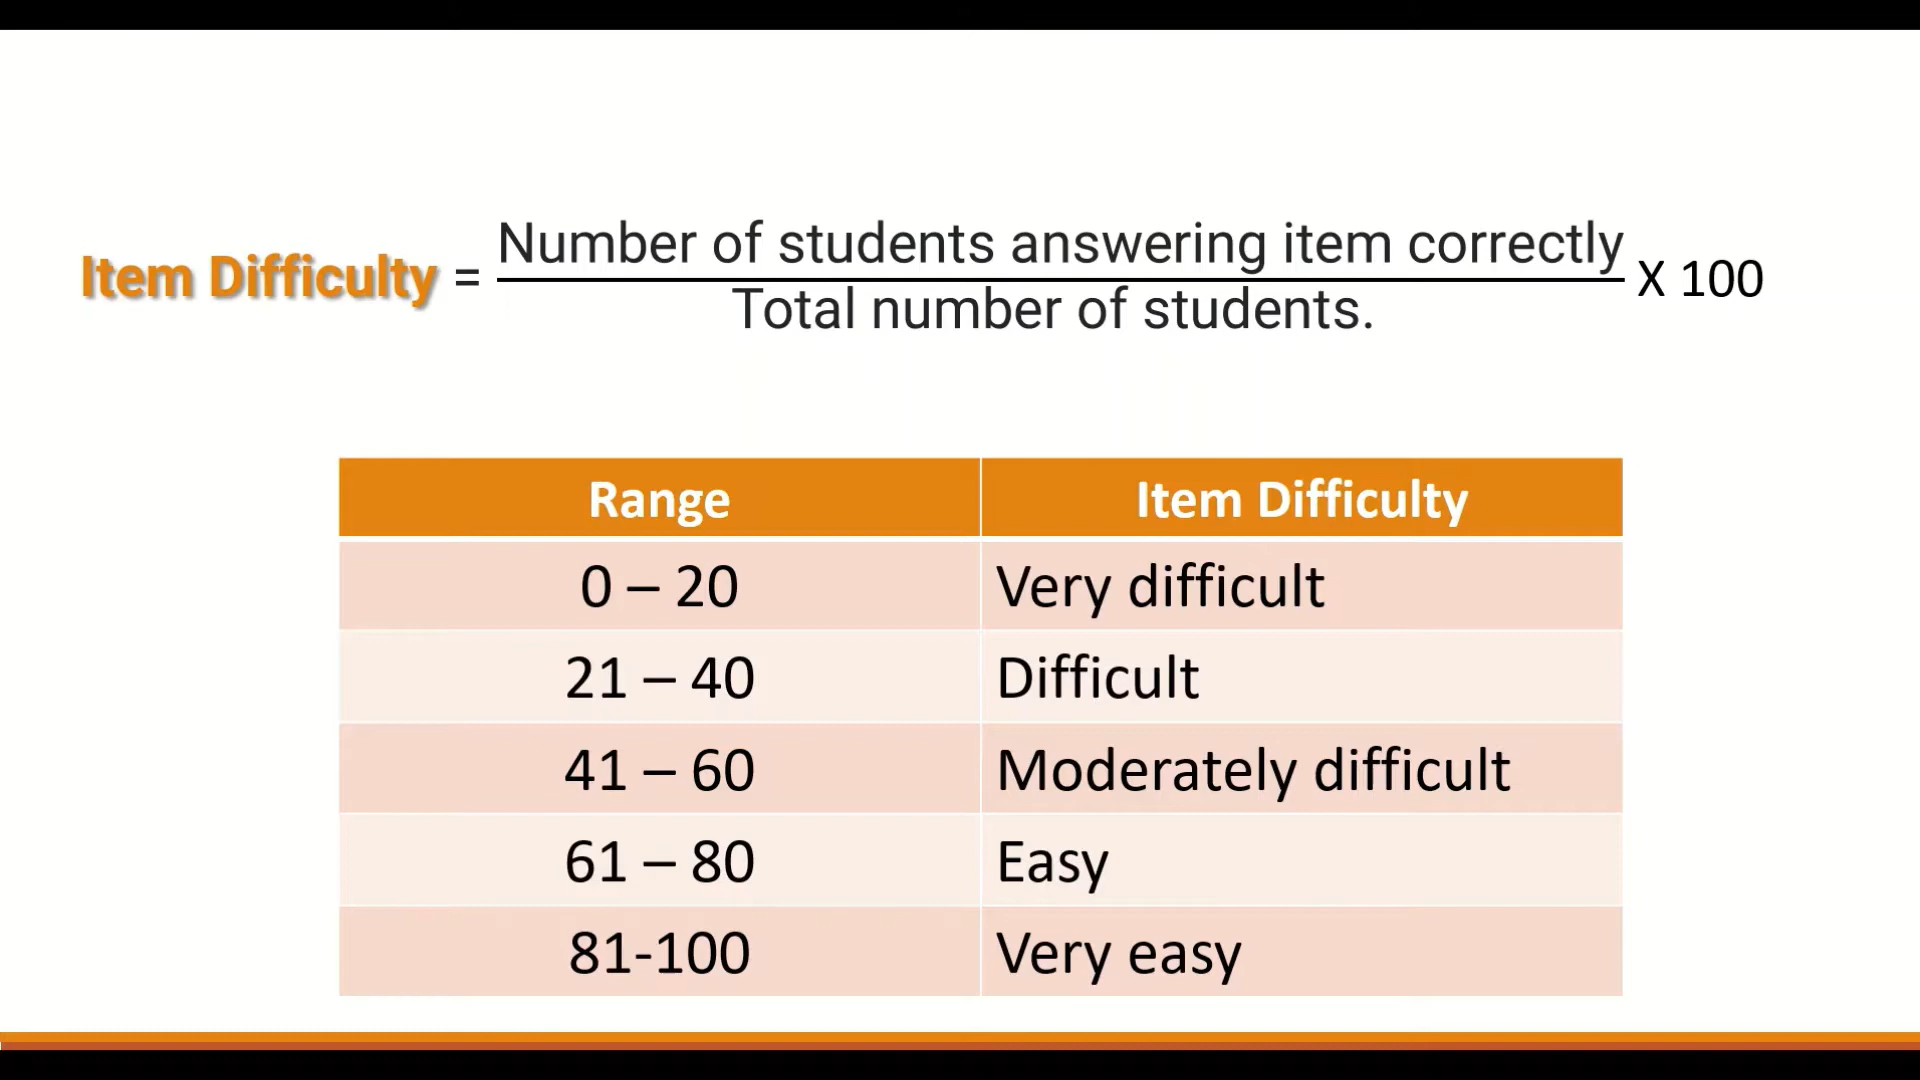 Item Difficulty = Number of students answering item correctly X 100
Total number of students.
Range Item Difficulty
0 – 20 Very difficult
21 – 40 Difficult
41 – 60 Moderately difficult
61 – 80 Easy
81-100 Very easy